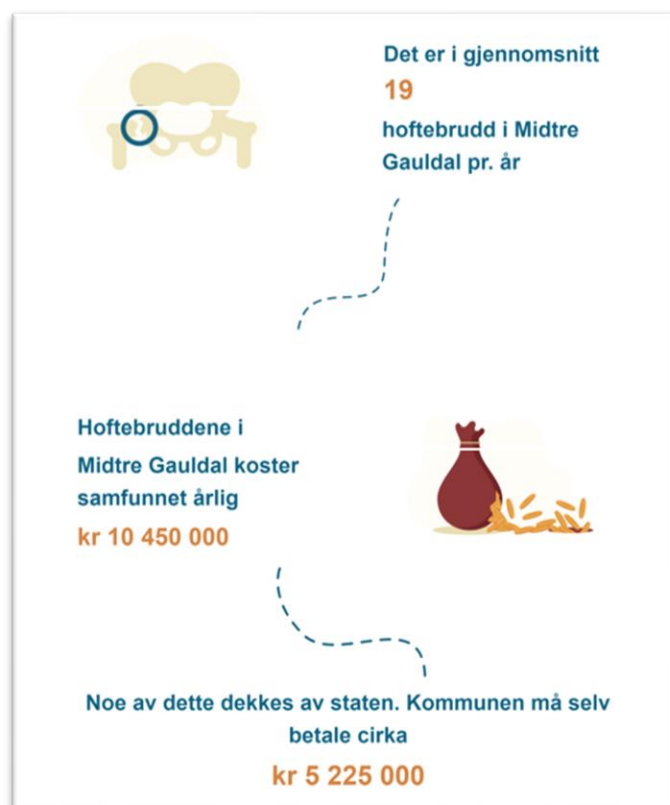 Det er i gjennomsnitt
19
hoftebrudd i Midtre
Gauldal pr. år
Hoftebruddene i
Midtre Gauldal koster
samfunnet årlig
kr 10 450 000
Noe av dette dekkes av staten. Kommunen må selv
betale cirka
kr 5 225 000